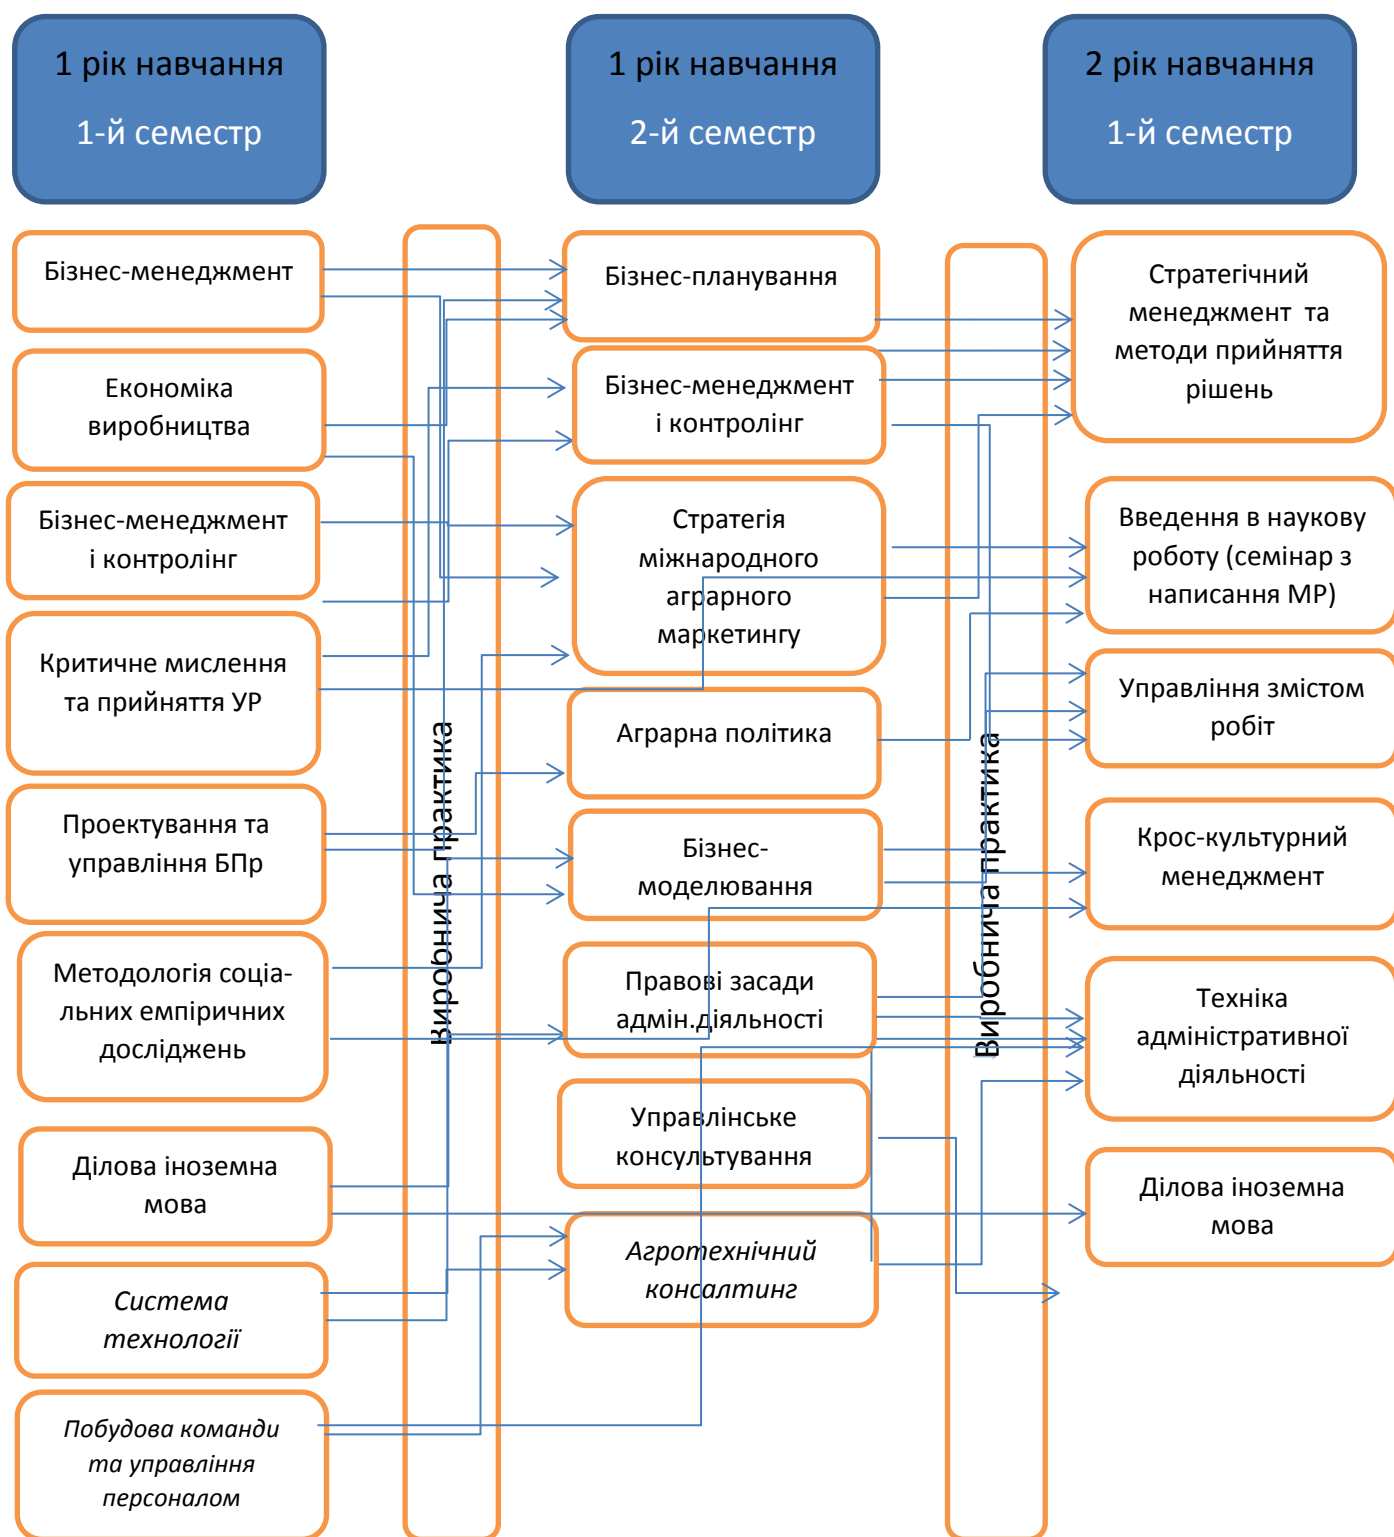 1 рік навчання
1-й семестр
1 рік навчання
2-й семестр
2 рік навчання
1-й семестр
Бізнес-менеджмент
Економіка
виробництва
Бізнес-менеджмент
і контролінг
Критичне мислення
та прийняття УР
Проектування та
управління БПр
Методологія соціа-
льних емпіричних
досліджень
Ділова іноземна
мова
Система
технології
Побудова команди
та управління
персоналом
Виробнича практика
Бізнес-планування
Бізнес-менеджмент
і контролінг
Стратегія
міжнародного
аграрного
маркетингу
Аграрна політика
Бізнес-
моделювання
Правові засади
адмін.діяльності
Управлінське
консультування
Агротехнічний
консалтинг
Виробнича практика
Стратегічний
менеджмент та
методи прийняття
рішень
Введення в наукову
роботу (семінар з
написання МР)
Управління змістом
робіт
Крос-культурний
менеджмент
Техніка
адміністративної
діяльності
Ділова іноземна
мова